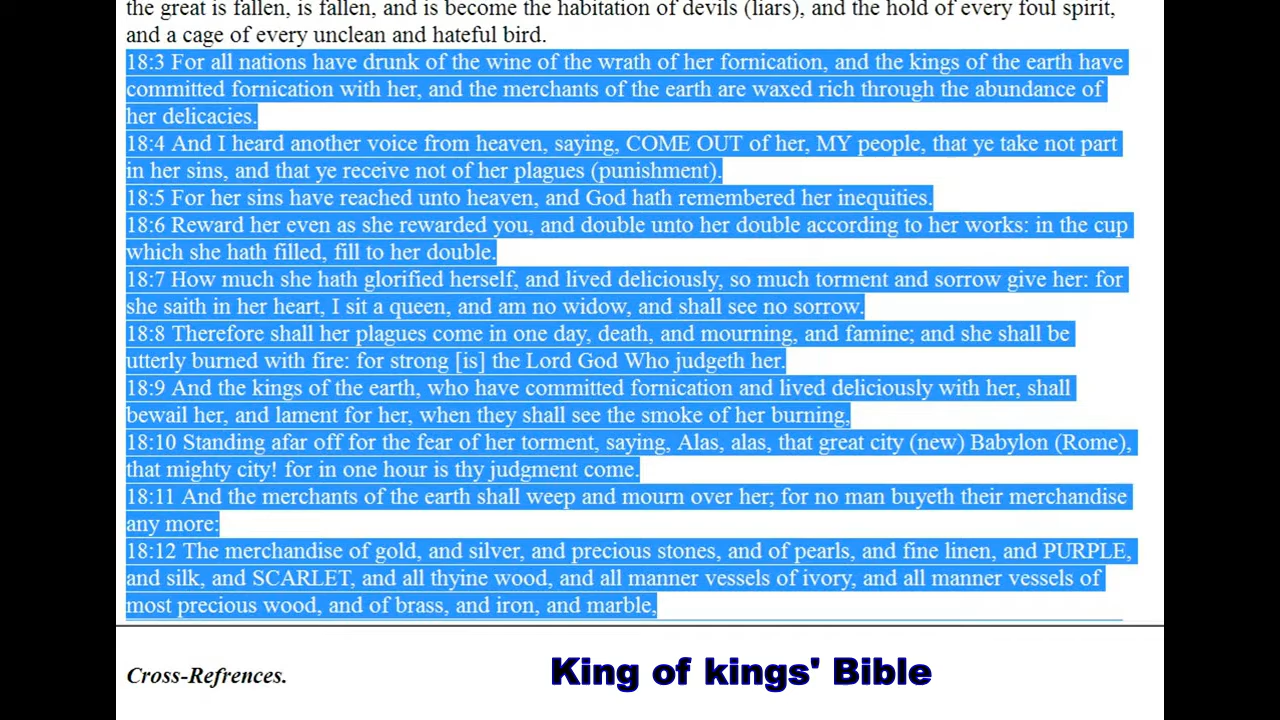 the great is fallen, is fallen, and is become the habitation of devils (liars), and the hold of every foul spirit,
and a cage of every unclean and hateful bird.
18:3 For all nations have drunk of the wine of the wrath of her fornication, and the kings of the earth have
committed fornication with her, and the merchants of the earth are waxed rich through the abundance of
her delicacies.
18:4 And I heard another voice from heaven, saying, COME OUT of her, MY people, that ye take not part
in her sins, and that ye receive not of her plagues (punishment).
18:5 For her sins have reached unto heaven, and God hath remembered her inequities.
18:6 Reward her even as she rewarded you, and double unto her double according to her works: in the cup
which she hath filled, fill to her double.
18:7 How much she hath glorified herself, and lived deliciously, so much torment and sorrow give her: for
she saith in her heart, I sit a queen, and am no widow, and shall see no sorrow.
18:8 Therefore shall her plagues come in one day, death, and mourning, and famine; and she shall be
utterly burned with fire: for strong [is] the Lord God Who judgeth her.
18:9 And the kings of the earth, who have committed fornication and lived deliciously with her, shall
bewail her, and lament for her, when they shall see the smoke of her burning,
18:10 Standing afar off for the fear of her torment, saying, Alas, alas, that great city (new) Babylon (Rome),
that mighty city! for in one hour is thy judgment come.
18:11 And the merchants of the earth shall weep and mourn over her; for no man buyeth their merchandise
any more:
18:12 The merchandise of gold, and silver, and precious stones, and of pearls, and fine linen, and PURPLE,
and silk, and SCARLET, and all thyine wood, and all manner vessels of ivory, and all manner vessels of
most precious wood, and of brass, and iron, and marble,
Cross-Refrences.
King of kings' Bible